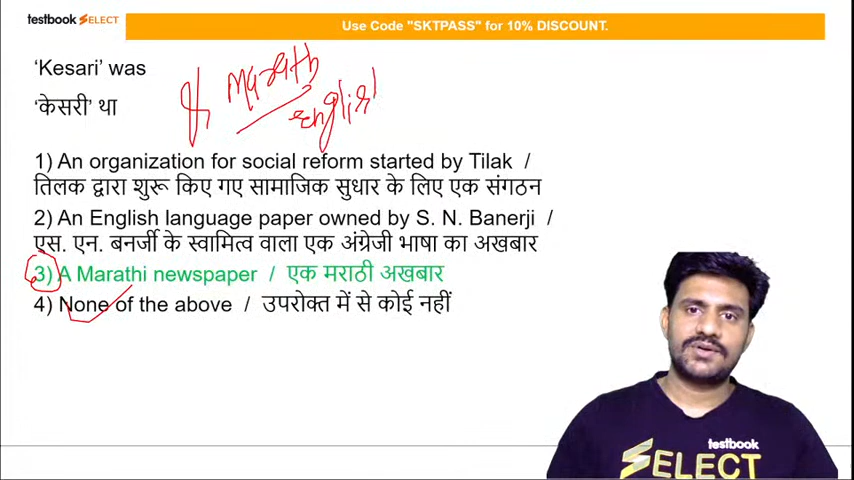 testbook SELECT
Use Code "SKTPASS" for 10% DISCOUNT.
‘Kesari’ was
‘केसरी’ था
Marath
English
1) An organization for social reform started by Tilak /
तिलक द्वारा शुरू किए गए सामाजिक सुधार के लिए एक संगठन
2) An English language paper owned by S. N. Banerji /
एस. एन. बनर्जी के स्वामित्व वाला एक अंग्रेजी भाषा का अखबार
3) A Marathi newspaper / एक मराठी अखबार
4) None of the above / उपरोक्त में से कोई नहीं
testbook
SELECT